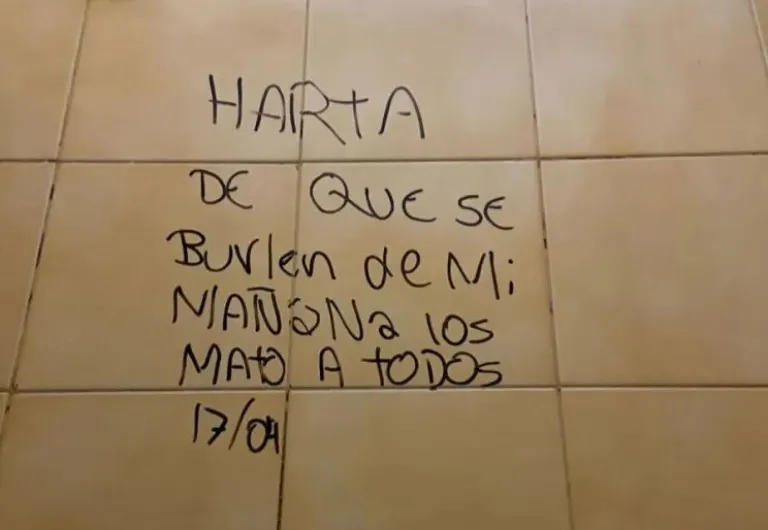 HARTA
DE QUE SE
Burlen de Mi
MAÑaNa los
MAtO A tODOS
17/04